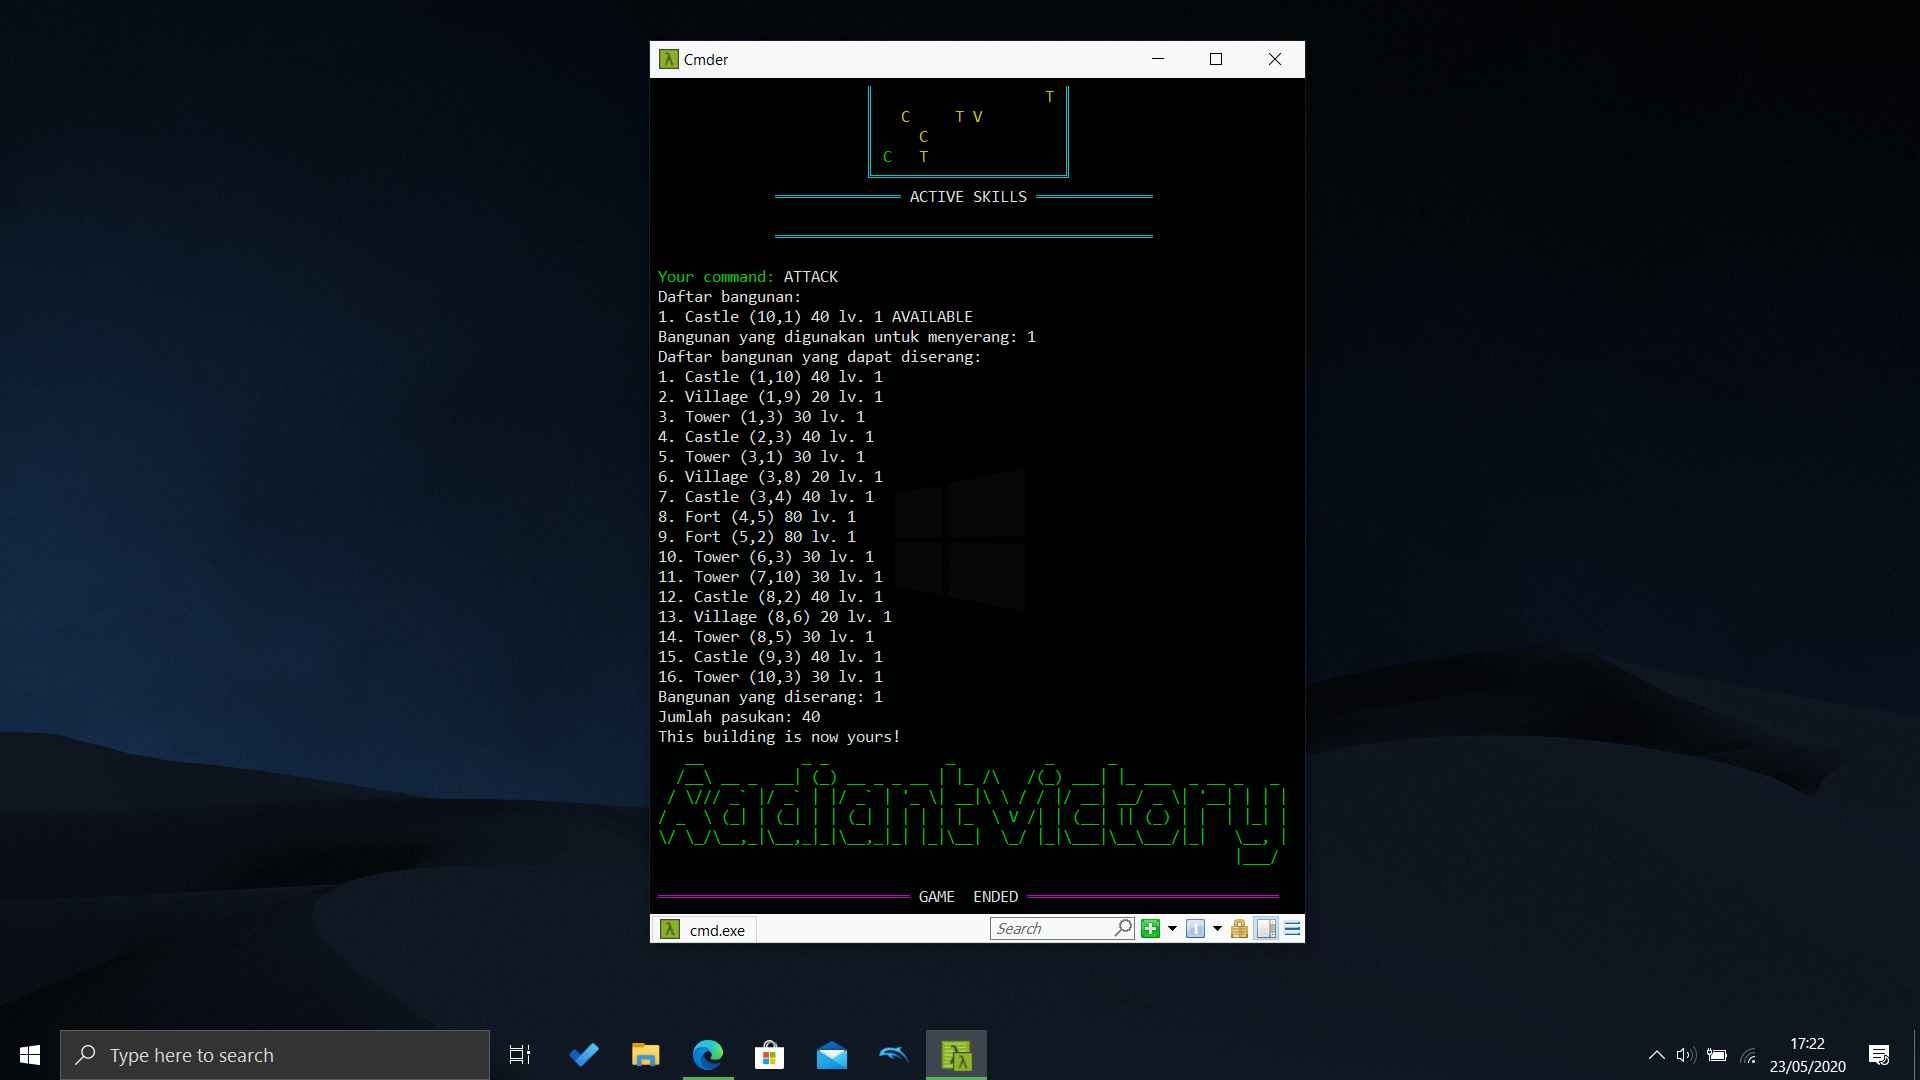 Cmder
T
C T V
C
C T
ACTIVE SKILLS
Your command: ATTACK
Daftar bangunan:
1. Castle (10,1) 40 lv. 1 AVAILABLE
Bangunan yang digunakan untuk menyerang: 1
Daftar bangunan yang dapat diserang:
1. Castle (1,10) 40 lv. 1
2. Village (1,9) 20 lv. 1
3. Tower (1,3) 30 lv. 1
4. Castle (2,3) 40 lv. 1
5. Tower (3,1) 30 lv. 1
6. Village (3,8) 20 lv. 1
7. Castle (3,4) 40 lv. 1
8. Fort (4,5) 80 lv. 1
9. Fort (5,2) 80 lv. 1
10. Tower (6,3) 30 lv. 1
11. Tower (7,10) 30 lv. 1
12. Castle (8,2) 40 lv. 1
13. Village (8,6) 20 lv. 1
14. Tower (8,5) 30 lv. 1
15. Castle (9,3) 40 lv. 1
16. Tower (10,3) 30 lv. 1
Bangunan yang diserang: 1
Jumlah pasukan: 40
This building is now yours!
Radiant Victory
GAME ENDED
cmd.exe
Search
Type here to search
17:22
23/05/2020